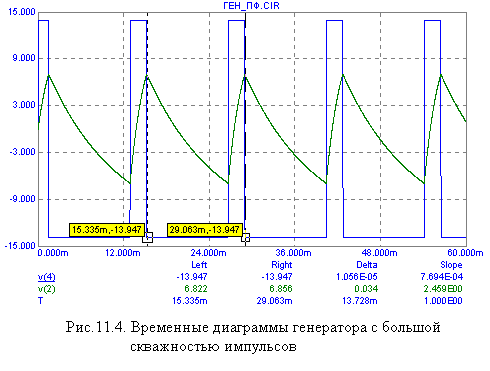 ГЕН_ПФ.CIR
15.000
9.000
3.000
-3.000
-9.000
-15.000
15.335m,-13.947 29.063m,-13.947
0.000m 12.000m 24.000m 36.000m 48.000m 60.000m
Left Right Delta Slope
v(4) -13.947 -13.947 1.056E-05 7.694E-04
v(2) 6.822 6.856 0.034 2.459E00
T 15.335m 29.063m 13.728m 1.000E00
Рис.11.4. Временные диаграммы генератора с большой
скважностью импульсов